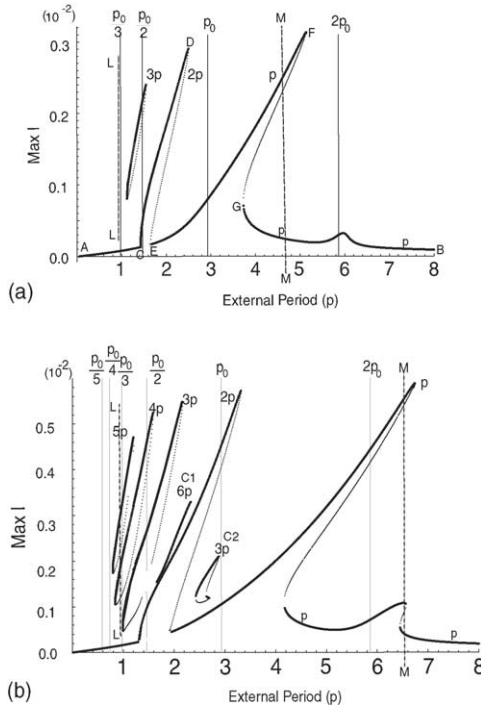 (10⁻²)
p₀/3
p₀/2
p₀
M
2p₀
L
D
F
3p
2p
p
Max I
0.3
0.2
0.1
0.0
G
L
p
p
A
C
E
B
1 2 3 4 5 6 7 8
M
(a)
External Period (p)
(10⁻²)
p₀/5
p₀/4
p₀/3
p₀/2
p₀
2p₀
M
L
5p
4p
3p
2p
p
C1
6p
C2
3p
Max I
0.5
0.4
0.3
0.2
0.1
0.0
L
p
p
1 2 3 4 5 6 7 8
M
(b)
External Period (p)